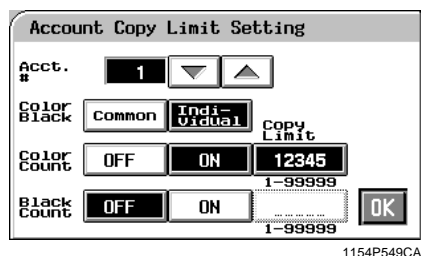 Account Copy Limit Setting
Acct. # 1
Color Black Common Indi-vidual
Copy Limit
Color Count OFF ON 12345
1-99999
Black Count OFF ON -----
OK
1-99999
1154P549CA